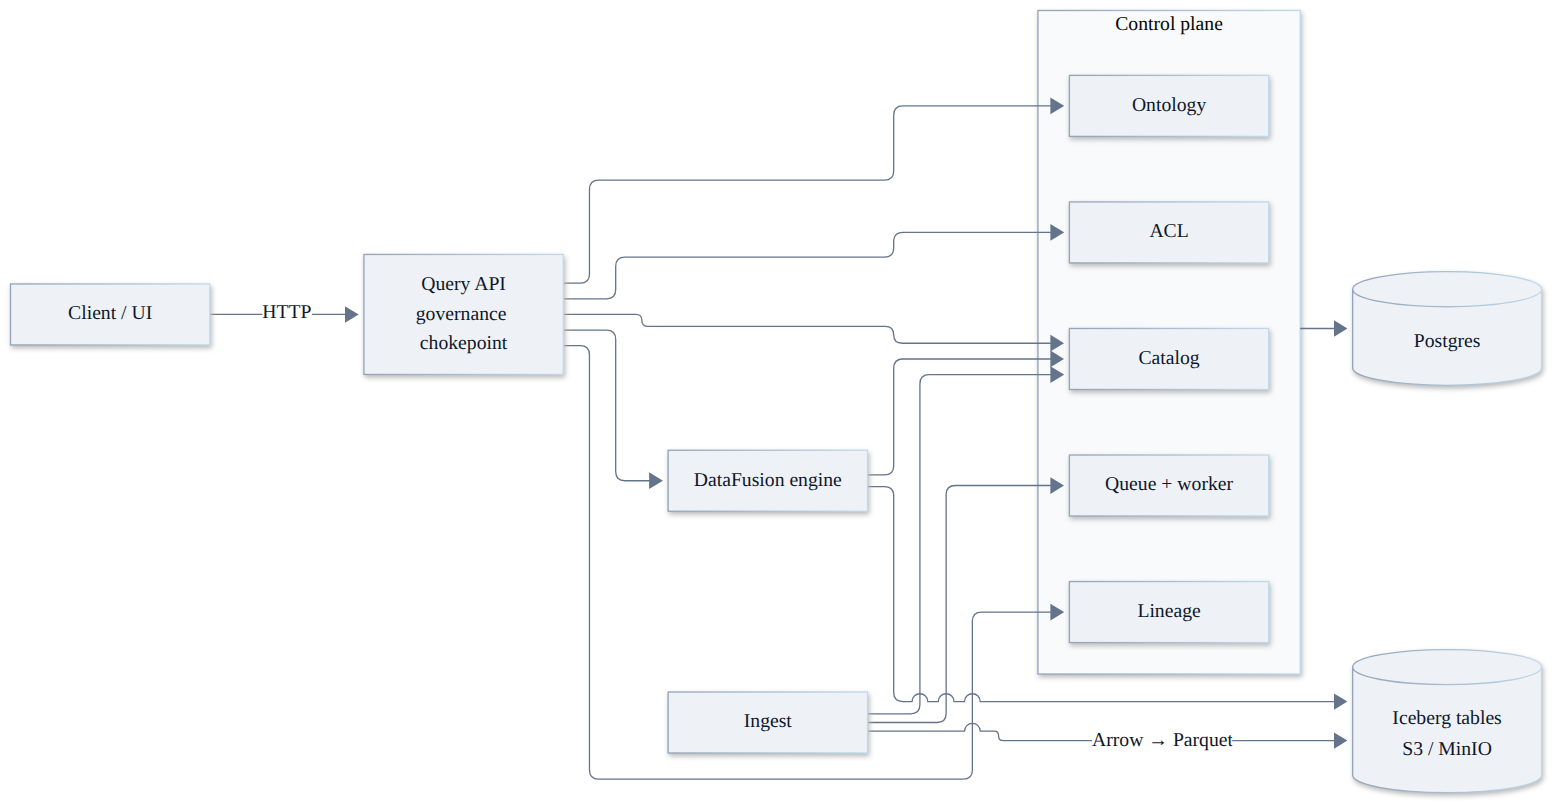 Control plane
Ontology
ACL
Client / UI
HTTP
Query API
governance
chokepoint
Catalog
Postgres
DataFusion engine
Queue + worker
Lineage
Ingest
Arrow → Parquet
Iceberg tables
S3 / MinIO